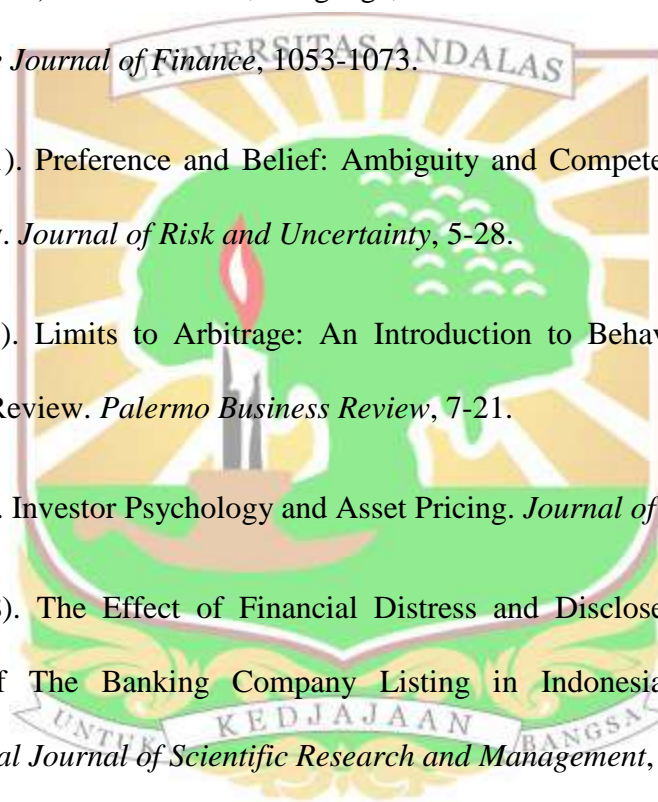 Journal of Finance, 1053-1073.
UNIVERSITAS ANDALAS
). Preference and Belief: Ambiguity and Compete
. Journal of Risk and Uncertainty, 5-28.
). Limits to Arbitrage: An Introduction to Behav
Review. Palermo Business Review, 7-21.
. Investor Psychology and Asset Pricing. Journal of
). The Effect of Financial Distress and Disclose
f The Banking Company Listing in Indonesia
UNTUK KEDJAJAAN BANGSA
al Journal of Scientific Research and Management,